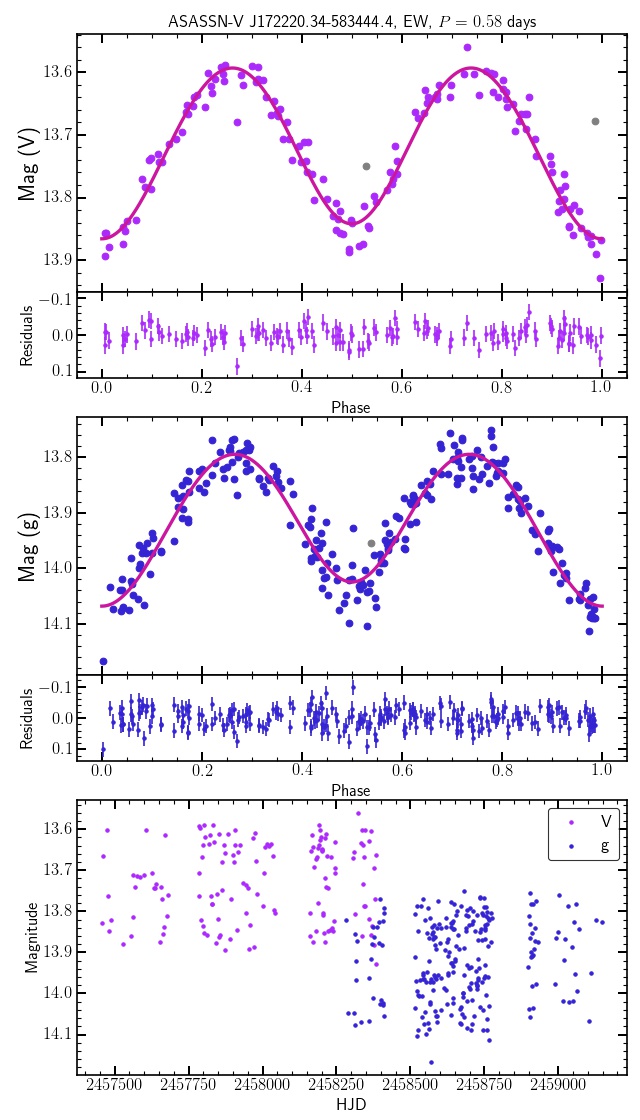 ASASSN-V J172220.34-583444.4, EW, P = 0.58 days
Mag (V)
13.6
13.7
13.8
13.9
Residuals
−0.1
0.0
0.1
0.0 0.2 0.4 0.6 0.8 1.0
Phase
Mag (g)
13.8
13.9
14.0
14.1
Residuals
−0.1
0.0
0.1
0.0 0.2 0.4 0.6 0.8 1.0
Phase
V
g
Magnitude
13.6
13.7
13.8
13.9
14.0
14.1
2457500 2457750 2458000 2458250 2458500 2458750 2459000
HJD